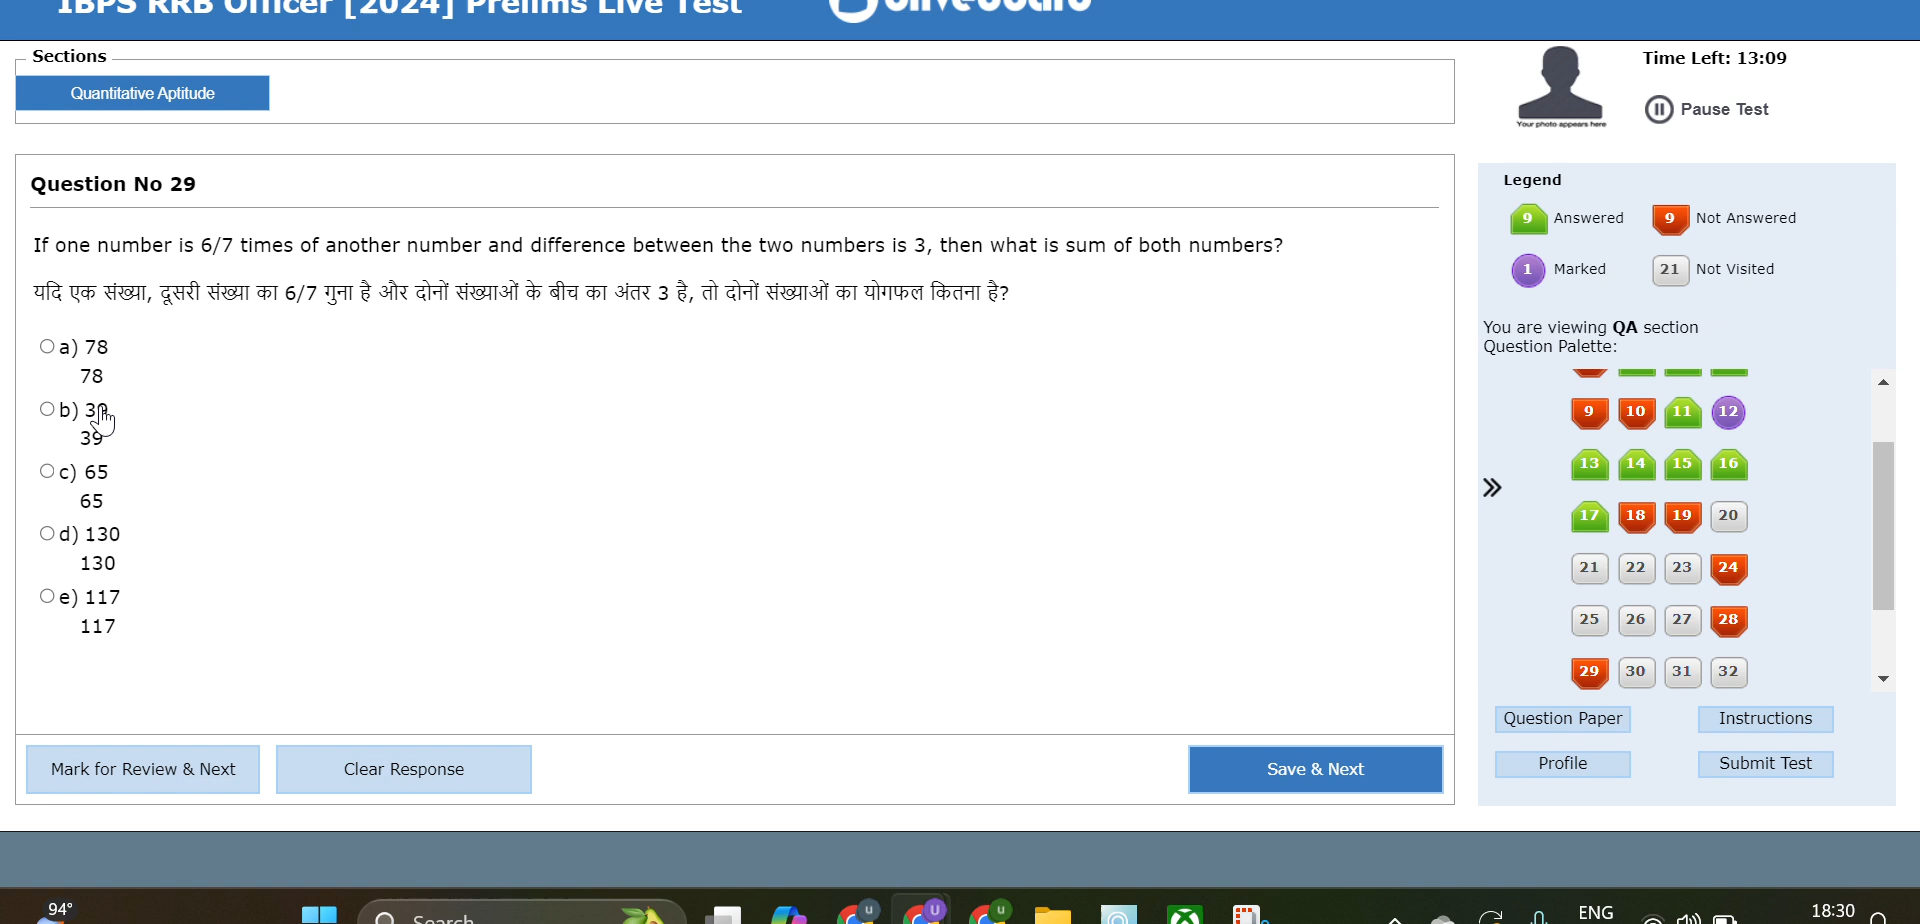 IBPS RRB Officer [2024] Prelims Live Test
Sections
Quantitative Aptitude
Your photo appears here
Time Left: 13:09
Pause Test
Question No 29
If one number is 6/7 times of another number and difference between the two numbers is 3, then what is sum of both numbers?
यदि एक संख्या, दूसरी संख्या का 6/7 गुना है और दोनों संख्याओं के बीच का अंतर 3 है, तो दोनों संख्याओं का योगफल कितना है?
a) 78
78
b) 39
39
c) 65
65
d) 130
130
e) 117
117
Mark for Review & Next
Clear Response
Save & Next
Legend
9 Answered
9 Not Answered
1 Marked
21 Not Visited
You are viewing QA section
Question Palette:
9 10 11 12
13 14 15 16
17 18 19 20
21 22 23 24
25 26 27 28
29 30 31 32
Question Paper
Instructions
Profile
Submit Test
94°
Search
U
U
u
ENG
18:30